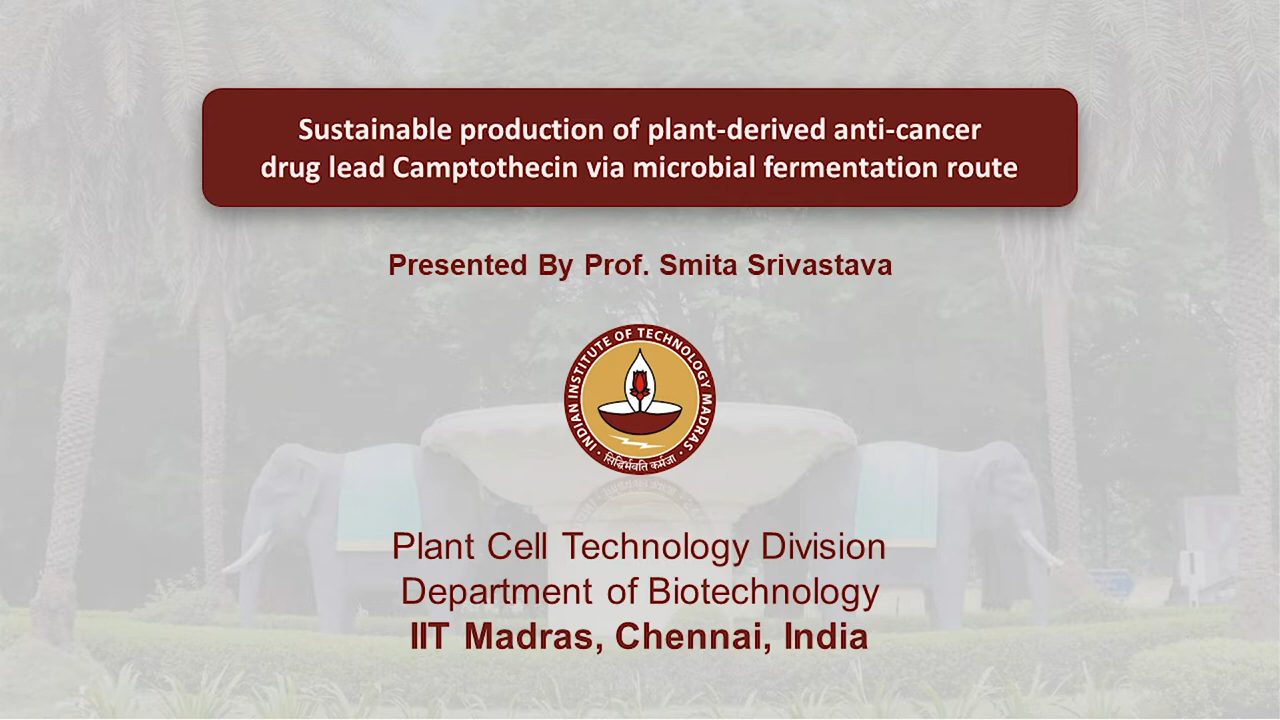 Sustainable production of plant-derived anti-cancer
drug lead Camptothecin via microbial fermentation route
Presented By Prof. Smita Srivastava
INDIAN INSTITUTE OF TECHNOLOGY MADRAS
सिद्धिर्भवति कर्मजा
Plant Cell Technology Division
Department of Biotechnology
IIT Madras, Chennai, India